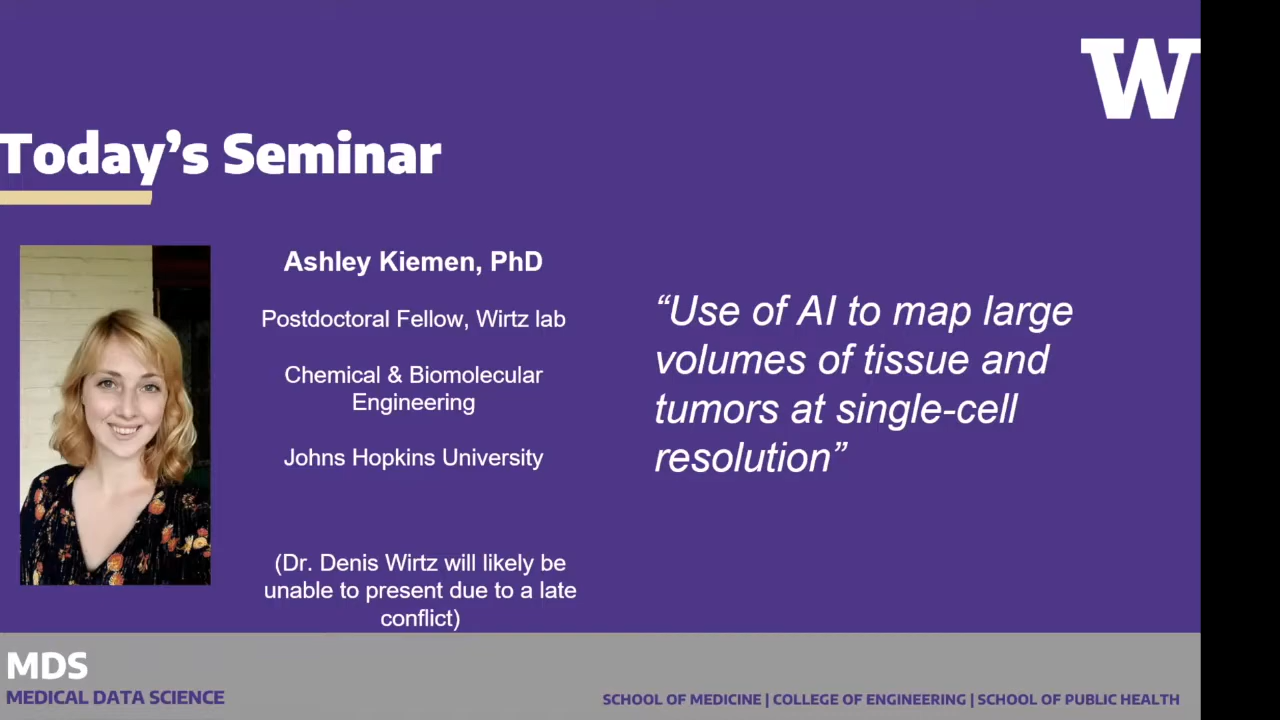 W
Today’s Seminar
Ashley Kiemen, PhD
Postdoctoral Fellow, Wirtz lab
Chemical & Biomolecular
Engineering
Johns Hopkins University
(Dr. Denis Wirtz will likely be
unable to present due to a late
conflict)
“Use of AI to map large
volumes of tissue and
tumors at single-cell
resolution”
MDS
MEDICAL DATA SCIENCE
SCHOOL OF MEDICINE | COLLEGE OF ENGINEERING | SCHOOL OF PUBLIC HEALTH